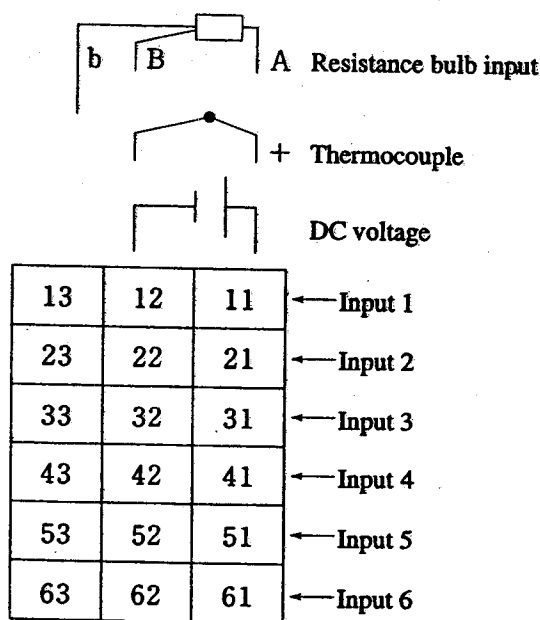 b B A Resistance bulb input
+ Thermocouple
DC voltage
13 12 11 Input 1
23 22 21 Input 2
33 32 31 Input 3
43 42 41 Input 4
53 52 51 Input 5
63 62 61 Input 6